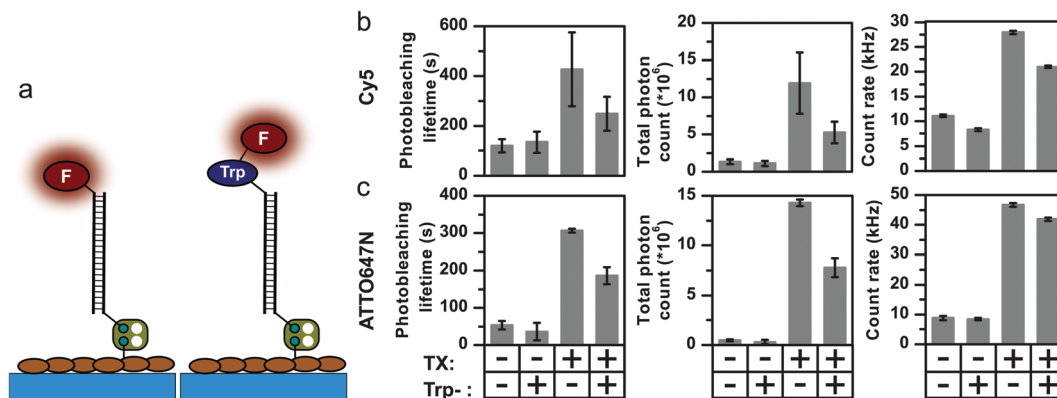 a
F
F
Trp
b
Cy5
Photobleaching
lifetime (s)
600
400
200
0
Total photon
count (*10⁶)
20
15
10
5
0
Count rate (kHz)
30
25
20
15
10
5
0
c
ATTO647N
Photobleaching
lifetime (s)
300
200
100
0
Total photon
count (*10⁶)
15
10
5
0
Count rate (kHz)
50
40
30
20
10
0
TX: - - + + - - + + - - + +
Trp- : - + - + - + - + - + - +